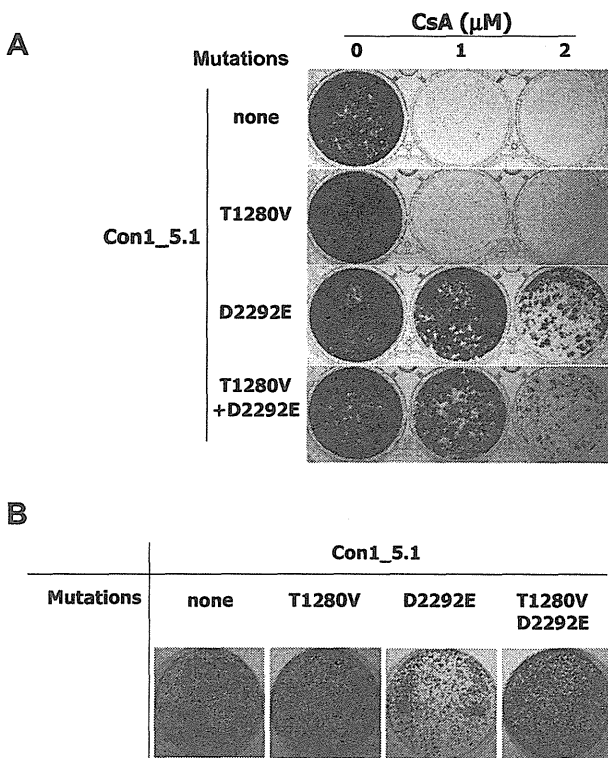 A
CsA (µM)
Mutations 0 1 2
none
T1280V
Con1_5.1
D2292E
T1280V
+D2292E
B
Con1_5.1
Mutations none T1280V D2292E T1280V
D2292E